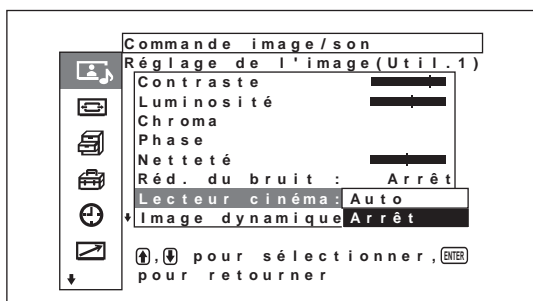 Commande image/son
Réglage de l'image(Util.1)
Contraste
Luminosité
Chroma
Phase
Netteté
Réd. du bruit : Arrêt
Lecteur cinéma: Auto
Image dynamique Arrêt
, pour sélectionner, ENTER
pour retourner